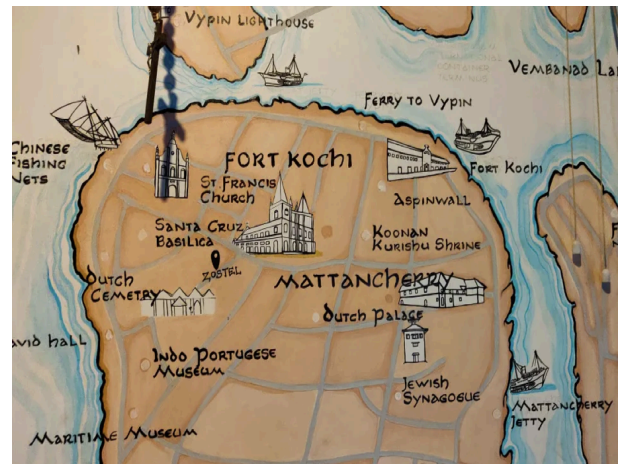 Vypin Lighthouse
Vembanad La
Ferry to Vypin
Chinese
Fishing
Nets
Fort Kochi
Fort Kochi
St. Francis
Church
Aspinwall
Santa Cruz
Basilica
Koonan
Kurishu Shrine
Zostel
Mattancherry
Dutch
Cemetry
Dutch Palace
avid Hall
Indo Portugese
Museum
Jewish
Synagogue
Mattancherry
Jetty
Maritime Museum